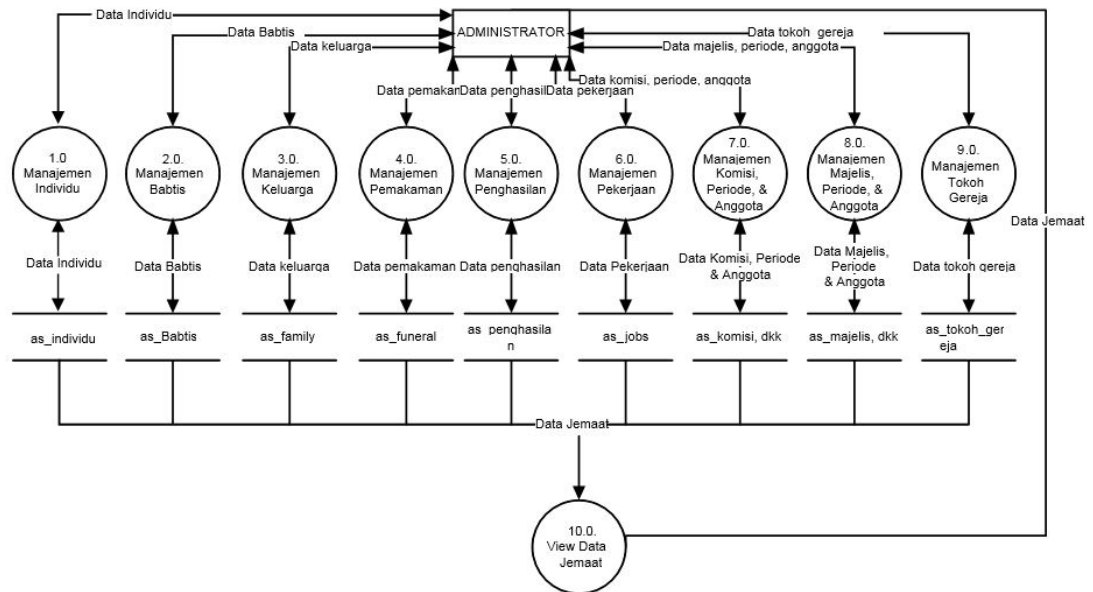 Data Individu
Data Babtis
Data keluarga
ADMINISTRATOR
Data tokoh gereja
Data majelis, periode, anggota
Data komisi, periode, anggota
Data pemakan
Data penghasil
Data pekerjaan
1.0
Manajemen
Individu
2.0.
Manajemen
Babtis
3.0.
Manajemen
Keluarga
4.0.
Manajemen
Pemakaman
5.0.
Manajemen
Penghasilan
6.0.
Manajemen
Pekerjaan
7.0.
Manajemen
Komisi,
Periode, &
Anggota
8.0.
Manajemen
Majelis,
Periode, &
Anggota
9.0.
Manajemen
Tokoh
Gereja
Data Jemaat
Data Individu
Data Babtis
Data keluarga
Data pemakaman
Data penghasilan
Data Pekerjaan
Data Komisi, Periode
& Anggota
Data Majelis,
Periode
& Anggota
Data tokoh gereja
as_individu
as_Babtis
as_family
as_funeral
as_penghasila
n
as_jobs
as_komisi, dkk
as_majelis, dkk
as_tokoh_ger
eja
Data Jemaat
10.0.
View Data
Jemaat